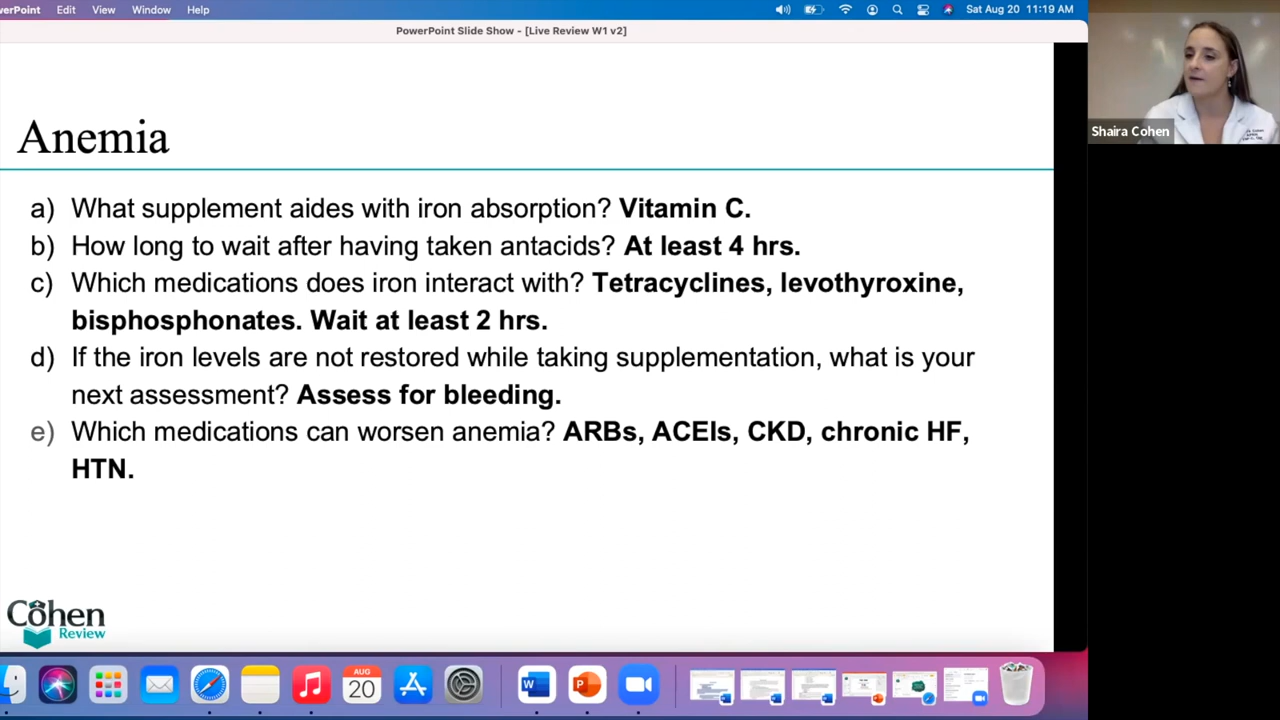 erPoint Edit View Window Help Sat Aug 20 11:19 AM
PowerPoint Slide Show - [Live Review W1 v2]
Shaira Cohen
Anemia
a) What supplement aides with iron absorption? Vitamin C.
b) How long to wait after having taken antacids? At least 4 hrs.
c) Which medications does iron interact with? Tetracyclines, levothyroxine,
bisphosphonates. Wait at least 2 hrs.
d) If the iron levels are not restored while taking supplementation, what is your
next assessment? Assess for bleeding.
e) Which medications can worsen anemia? ARBs, ACEIs, CKD, chronic HF,
HTN.
Cohen
Review
AUG
20